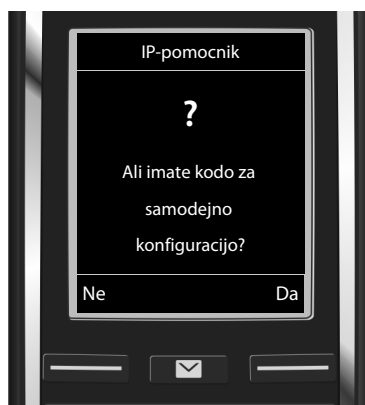 IP-pomocnik
?
Ali imate kodo za
samodejno
konfiguracijo?
Ne Da